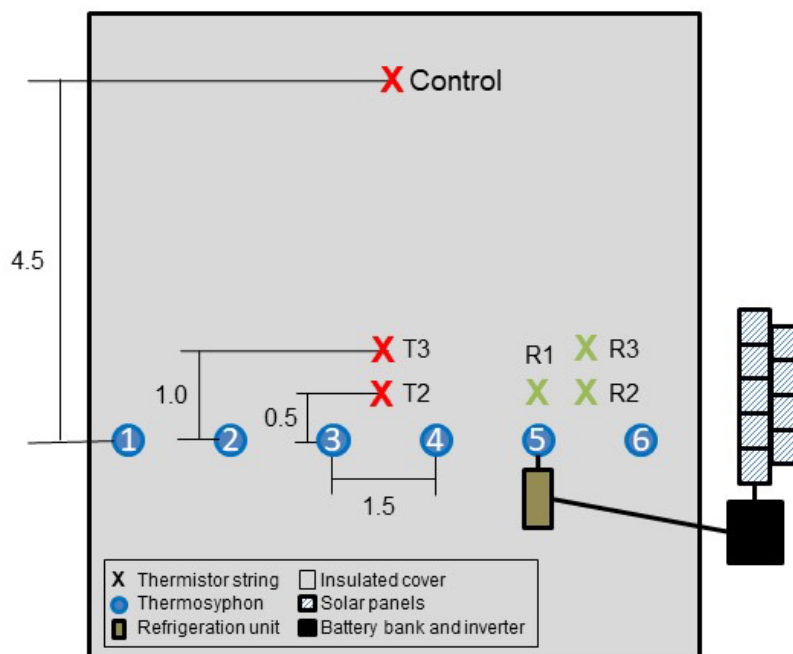 Control
4.5
T3
R1
R3
1.0
0.5
T2
R2
1 2 3 4 5 6
1.5
X Thermistor string
Insulated cover
Thermosyphon
Solar panels
Refrigeration unit
Battery bank and inverter